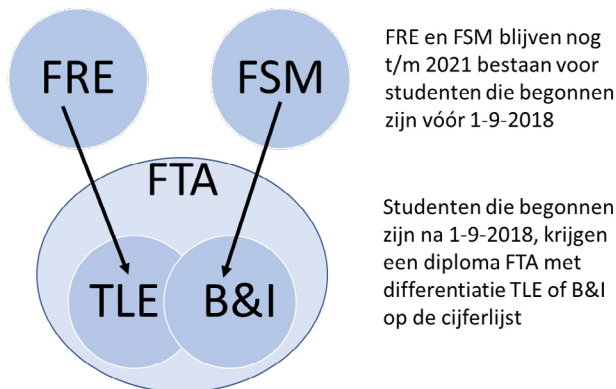 FRE
FSM
FTA
TLE
B&I
FRE en FSM blijven nog
t/m 2021 bestaan voor
studenten die begonnen
zijn vóór 1-9-2018
Studenten die begonnen
zijn na 1-9-2018, krijgen
een diploma FTA met
differentiatie TLE of B&I
op de cijferlijst